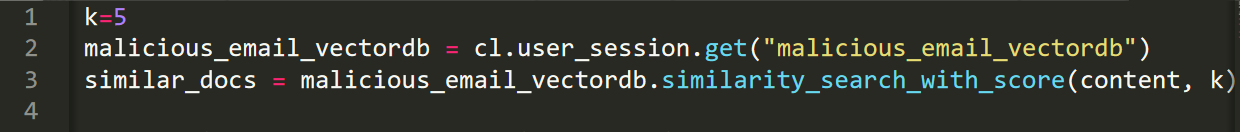 1 k=5
2 malicious_email_vectordb = cl.user_session.get("malicious_email_vectordb")
3 similar_docs = malicious_email_vectordb.similarity_search_with_score(content, k)
4